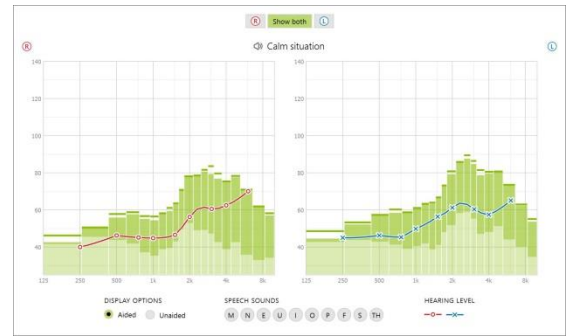 R Show both L
R Calm situation L
140 140
120 120
100 100
80 80
60 60
40 40
125 250 500 1k 2k 4k 8k 125 250 500 1k 2k 4k 8k
DISPLAY OPTIONS SPEECH SOUNDS HEARING LEVEL
Aided Unaided M N E U I O P F S TH